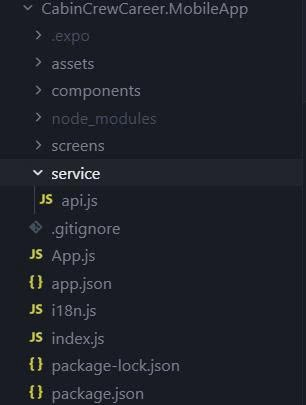 CabinCrewCareer.MobileApp
.expo
assets
components
node_modules
screens
service
JS api.js
.gitignore
JS App.js
{} app.json
JS i18n.js
JS index.js
{} package-lock.json
{} package.json